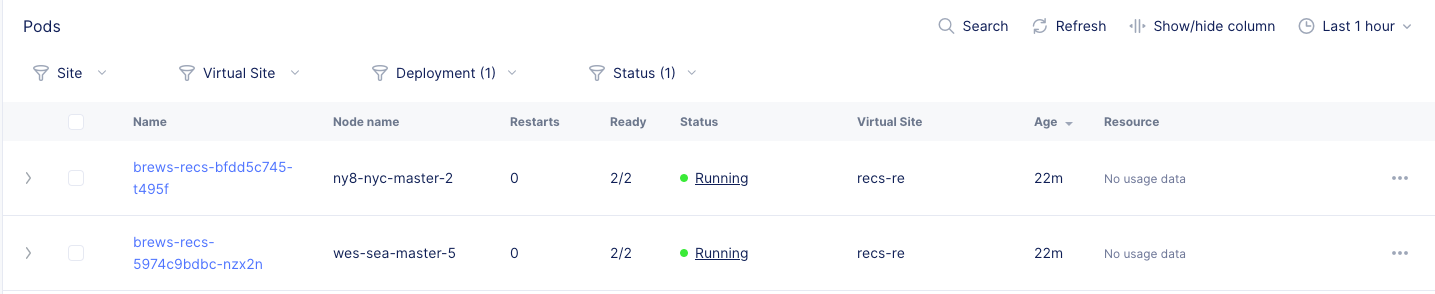 Pods
Search Refresh Show/hide column Last 1 hour
Site Virtual Site Deployment (1) Status (1)
Name Node name Restarts Ready Status Virtual Site Age Resource
brews-recs-bfdd5c745-
t495f
ny8-nyc-master-2 0 2/2 Running recs-re 22m No usage data
brews-recs-
5974c9bdbc-nzx2n
wes-sea-master-5 0 2/2 Running recs-re 22m No usage data